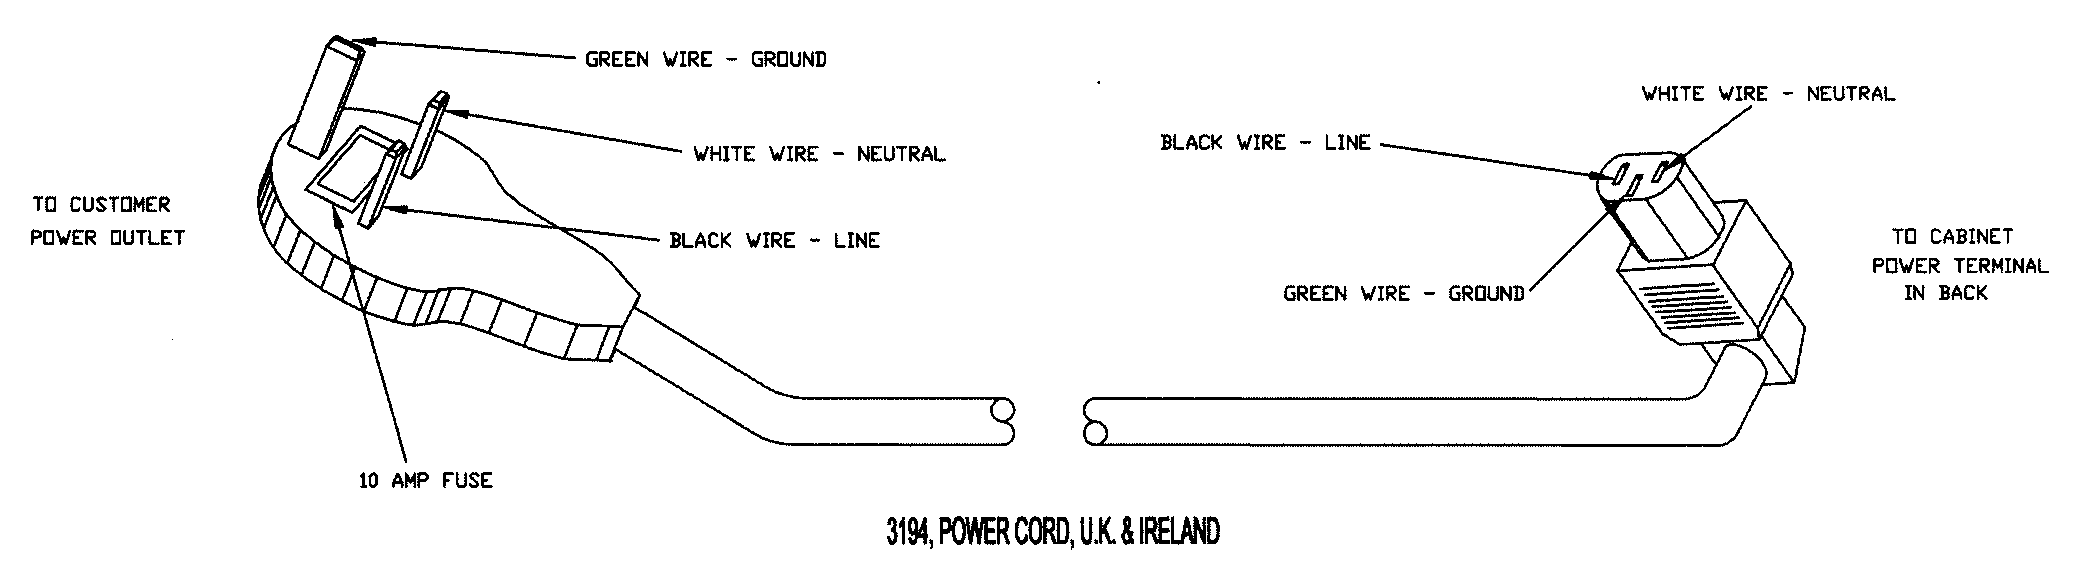 GREEN WIRE - GROUND
WHITE WIRE - NEUTRAL
BLACK WIRE - LINE
TO CUSTOMER
POWER OUTLET
10 AMP FUSE
WHITE WIRE - NEUTRAL
BLACK WIRE - LINE
GREEN WIRE - GROUND
TO CABINET
POWER TERMINAL
IN BACK
3194, POWER CORD, U.K. & IRELAND